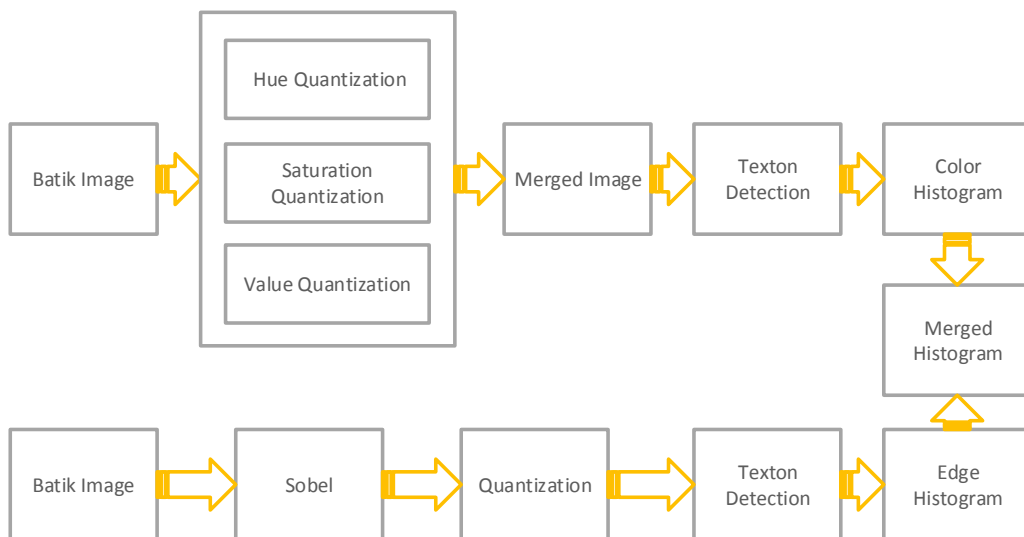 Hue Quantization
Batik Image
Saturation
Quantization
Value Quantization
Merged Image
Texton
Detection
Color
Histogram
Merged
Histogram
Batik Image
Sobel
Quantization
Texton
Detection
Edge
Histogram